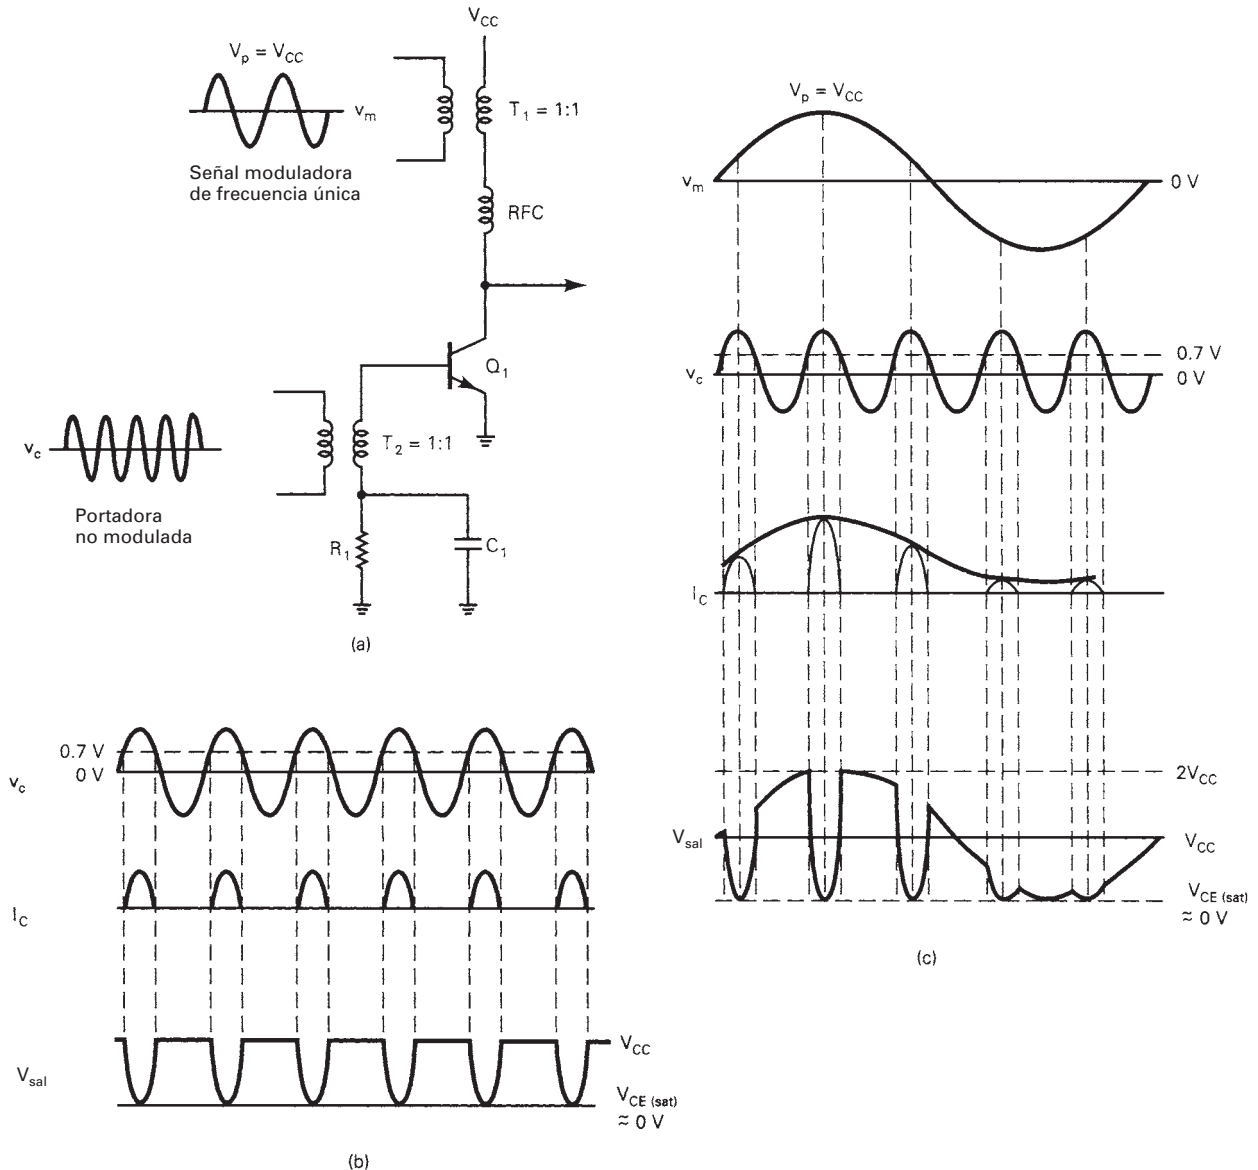 V_CC
V_p = V_CC
v_m
T_1 = 1:1
Señal moduladora
de frecuencia única
RFC
Q_1
v_c
T_2 = 1:1
Portadora
no modulada
R_1
C_1
(a)
0.7 V
0 V
v_c
I_C
V_CC
V_sal
V_CE (sat)
≈ 0 V
(b)
V_p = V_CC
v_m
0 V
0.7 V
v_c
0 V
I_C
2V_CC
V_sal
V_CC
V_CE (sat)
≈ 0 V
(c)